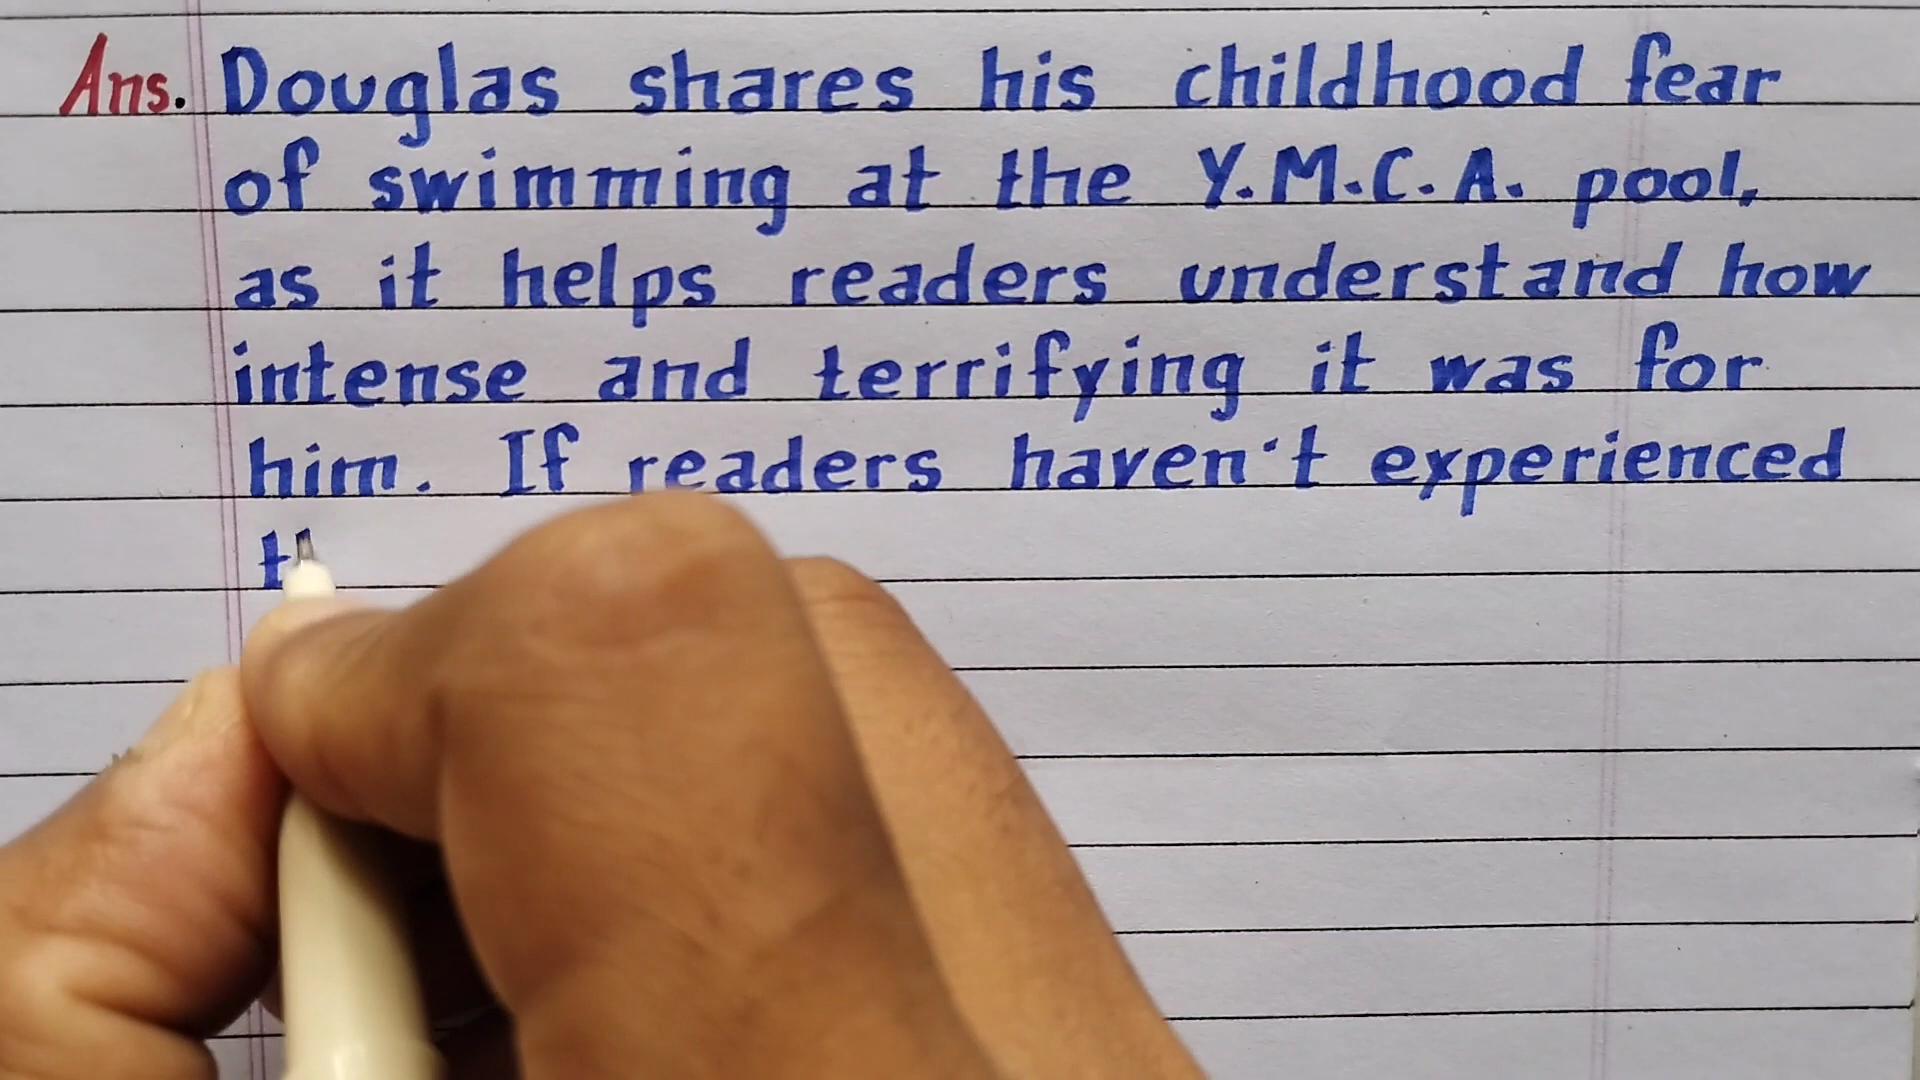 Ans. Douglas shares his childhood fear
of swimming at the Y.M.C.A. pool,
as it helps readers understand how
intense and terrifying it was for
him. If readers haven't experienced